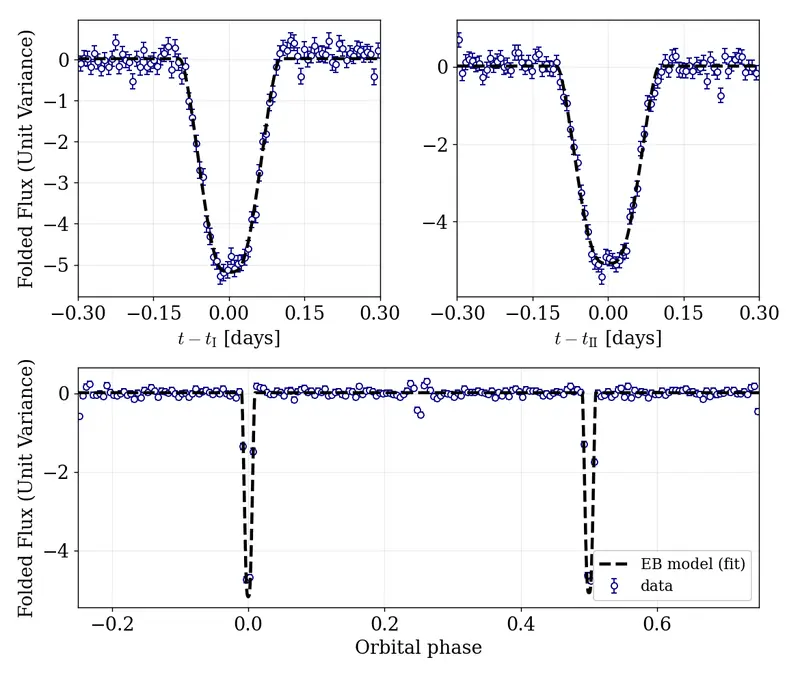 Folded Flux (Unit Variance)
0
−1
−2
−3
−4
−5
−0.30 −0.15 0.00 0.15 0.30
t − tI [days]
0
−2
−4
−0.30 −0.15 0.00 0.15 0.30
t − tII [days]
Folded Flux (Unit Variance)
0
−2
−4
EB model (fit)
data
−0.2 0.0 0.2 0.4 0.6
Orbital phase